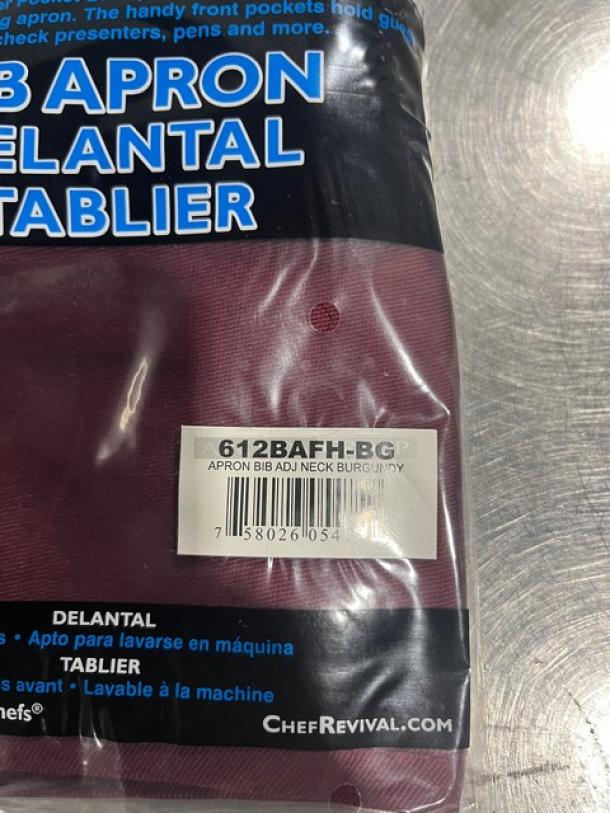 g apron. The handy front pockets hold
check presenters, pens and more.
B APRON
ELANTAL
TABLIER
612BAFH-BG
APRON BIB ADJ NECK BURGUNDY
7 58026 054
DELANTAL
s • Apto para lavarse en máquina
TABLIER
s avant • Lavable à la machine
hefs®
CHEFREVIVAL.COM